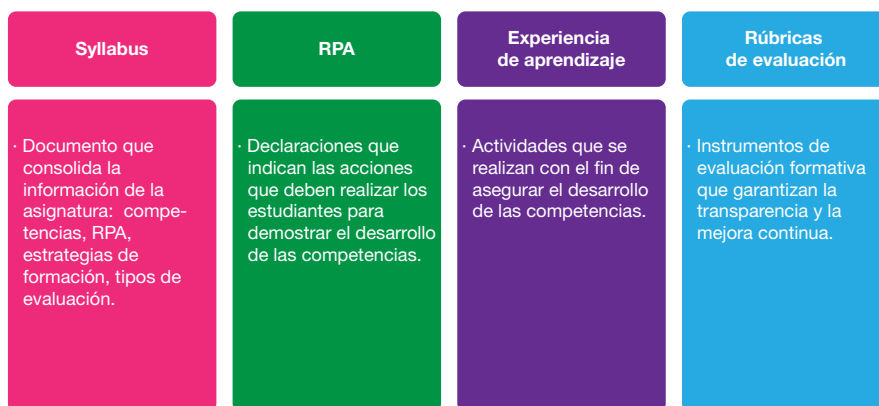 Syllabus
· Documento que
consolida la
información de la
asignatura: compe-
tencias, RPA,
estrategias de
formación, tipos de
evaluación.
RPA
· Declaraciones que
indican las acciones
que deben realizar los
estudiantes para
demostrar el desarrollo
de las competencias.
Experiencia
de aprendizaje
· Actividades que se
realizan con el fin de
asegurar el desarrollo
de las competencias.
Rúbricas
de evaluación
· Instrumentos de
evaluación formativa
que garantizan la
transparencia y la
mejora continua.